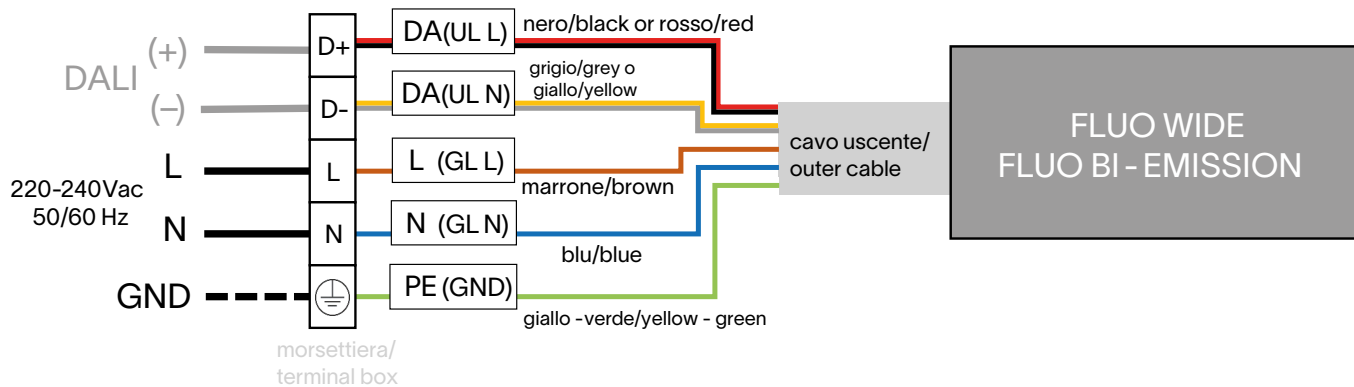 (+)
DALI
(–)
L
220-240Vac
50/60 Hz
N
GND
D+
D-
L
N
morsettiera/
terminal box
DA(UL L)
nero/black or rosso/red
DA(UL N)
grigio/grey o
giallo/yellow
L (GL L)
marrone/brown
N (GL N)
blu/blue
PE (GND)
giallo -verde/yellow - green
cavo uscente/
outer cable
FLUO WIDE
FLUO BI - EMISSION